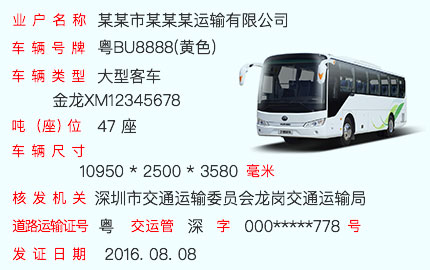 业户名称 某某市某某某运输有限公司
车辆号牌 粤BU8888(黄色)
车辆类型 大型客车
金龙XM12345678
吨(座)位 47 座
车辆尺寸
10950 * 2500 * 3580 毫米
核发机关 深圳市交通运输委员会龙岗交通运输局
道路运输证号 粤 交运管 深 字 000*****778 号
发证日期 2016. 08. 08